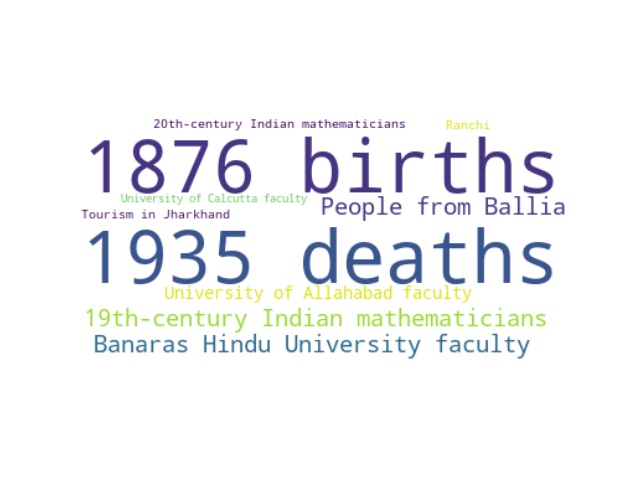 20th-century Indian mathematicians
Ranchi
1876 births
University of Calcutta faculty
People from Ballia
Tourism in Jharkhand
1935 deaths
University of Allahabad faculty
19th-century Indian mathematicians
Banaras Hindu University faculty